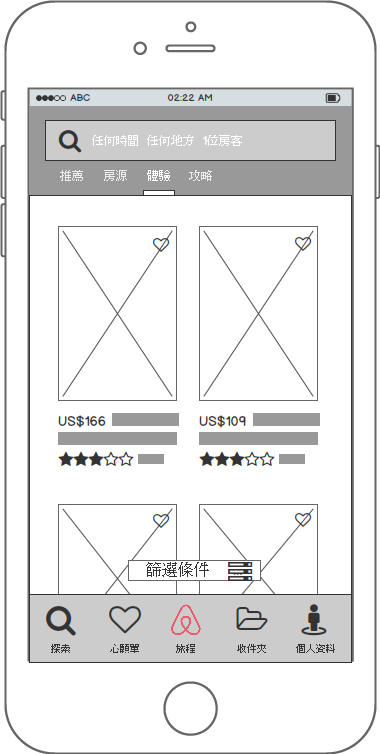 ABC 02:22 AM
任何時間 任何地方 1位房客
推薦 房源 體驗 攻略
US$166 US$109
篩選條件
探索 心願單 旅程 收件夾 個人資料